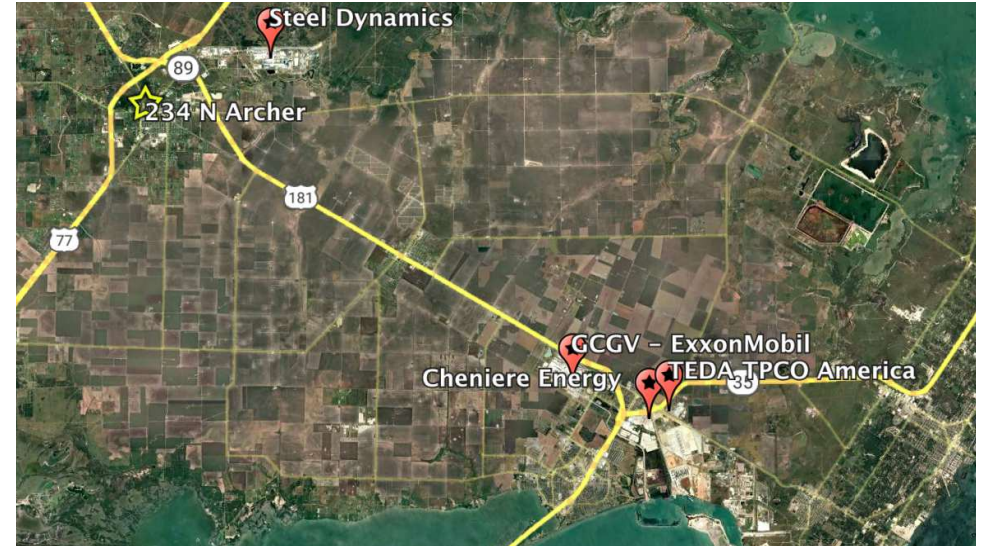 Steel Dynamics
89
234 N Archer
181
77
GCGV – ExxonMobil
Cheniere Energy
TEDA TPCO America
35